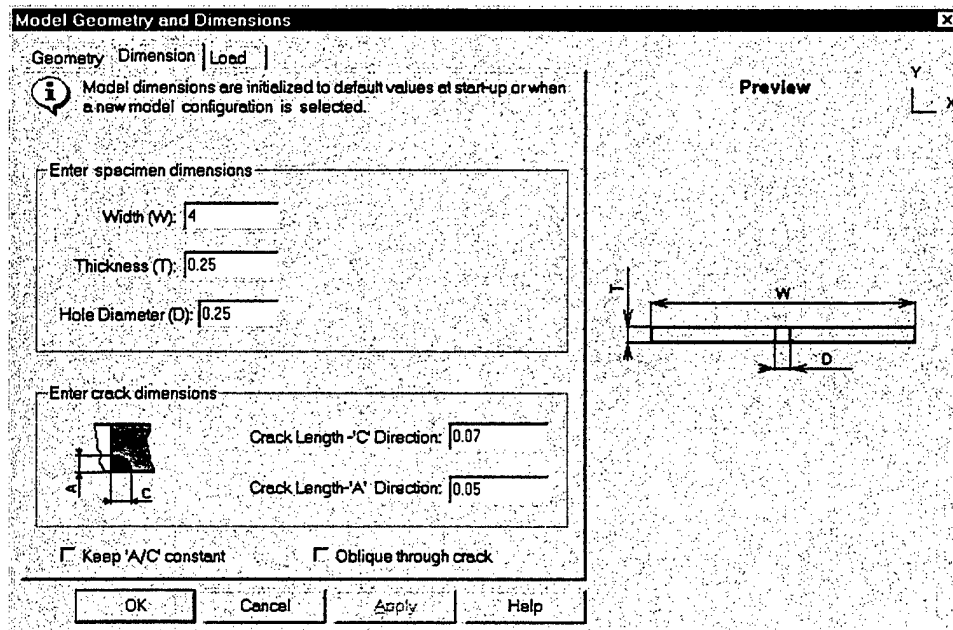 Model Geometry and Dimensions
Geometry Dimension Load
Model dimensions are initialized to default values at start-up or when
a new model configuration is selected.
Enter specimen dimensions
Width (W): 4
Thickness (T): 0.25
Hole Diameter (D): 0.25
Enter crack dimensions
A
C
Crack Length -'C' Direction: 0.07
Crack Length-'A' Direction: 0.05
Keep 'A/C' constant
Oblique through crack
OK Cancel Apply Help
Preview
Y
X
T
W
D